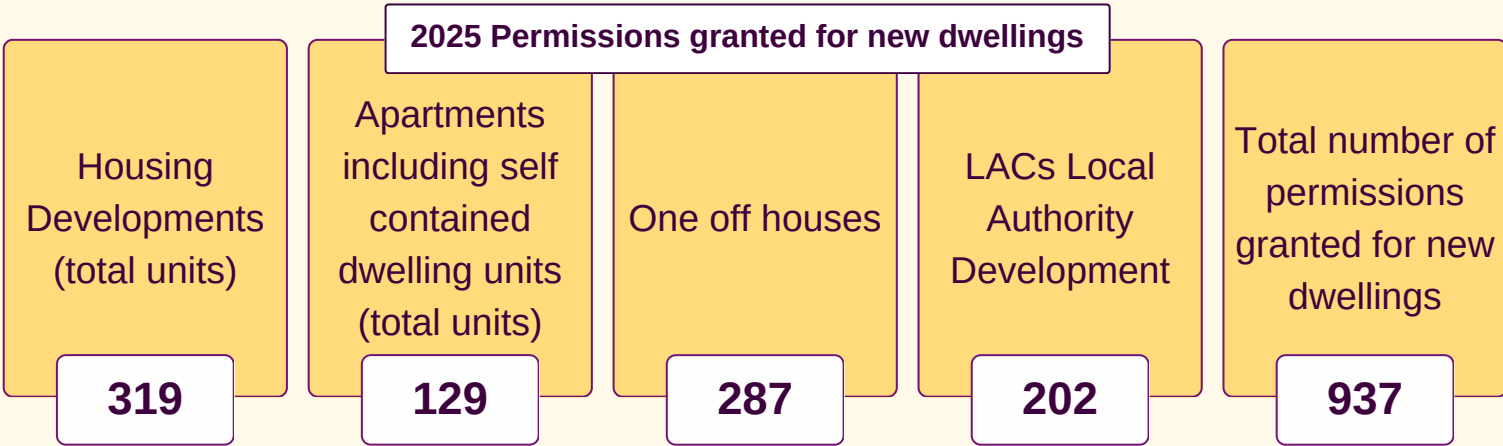 2025 Permissions granted for new dwellings
Housing
Developments
(total units)
319
Apartments
including self
contained
dwelling units
(total units)
129
One off houses
287
LACs Local
Authority
Development
202
Total number of
permissions
granted for new
dwellings
937